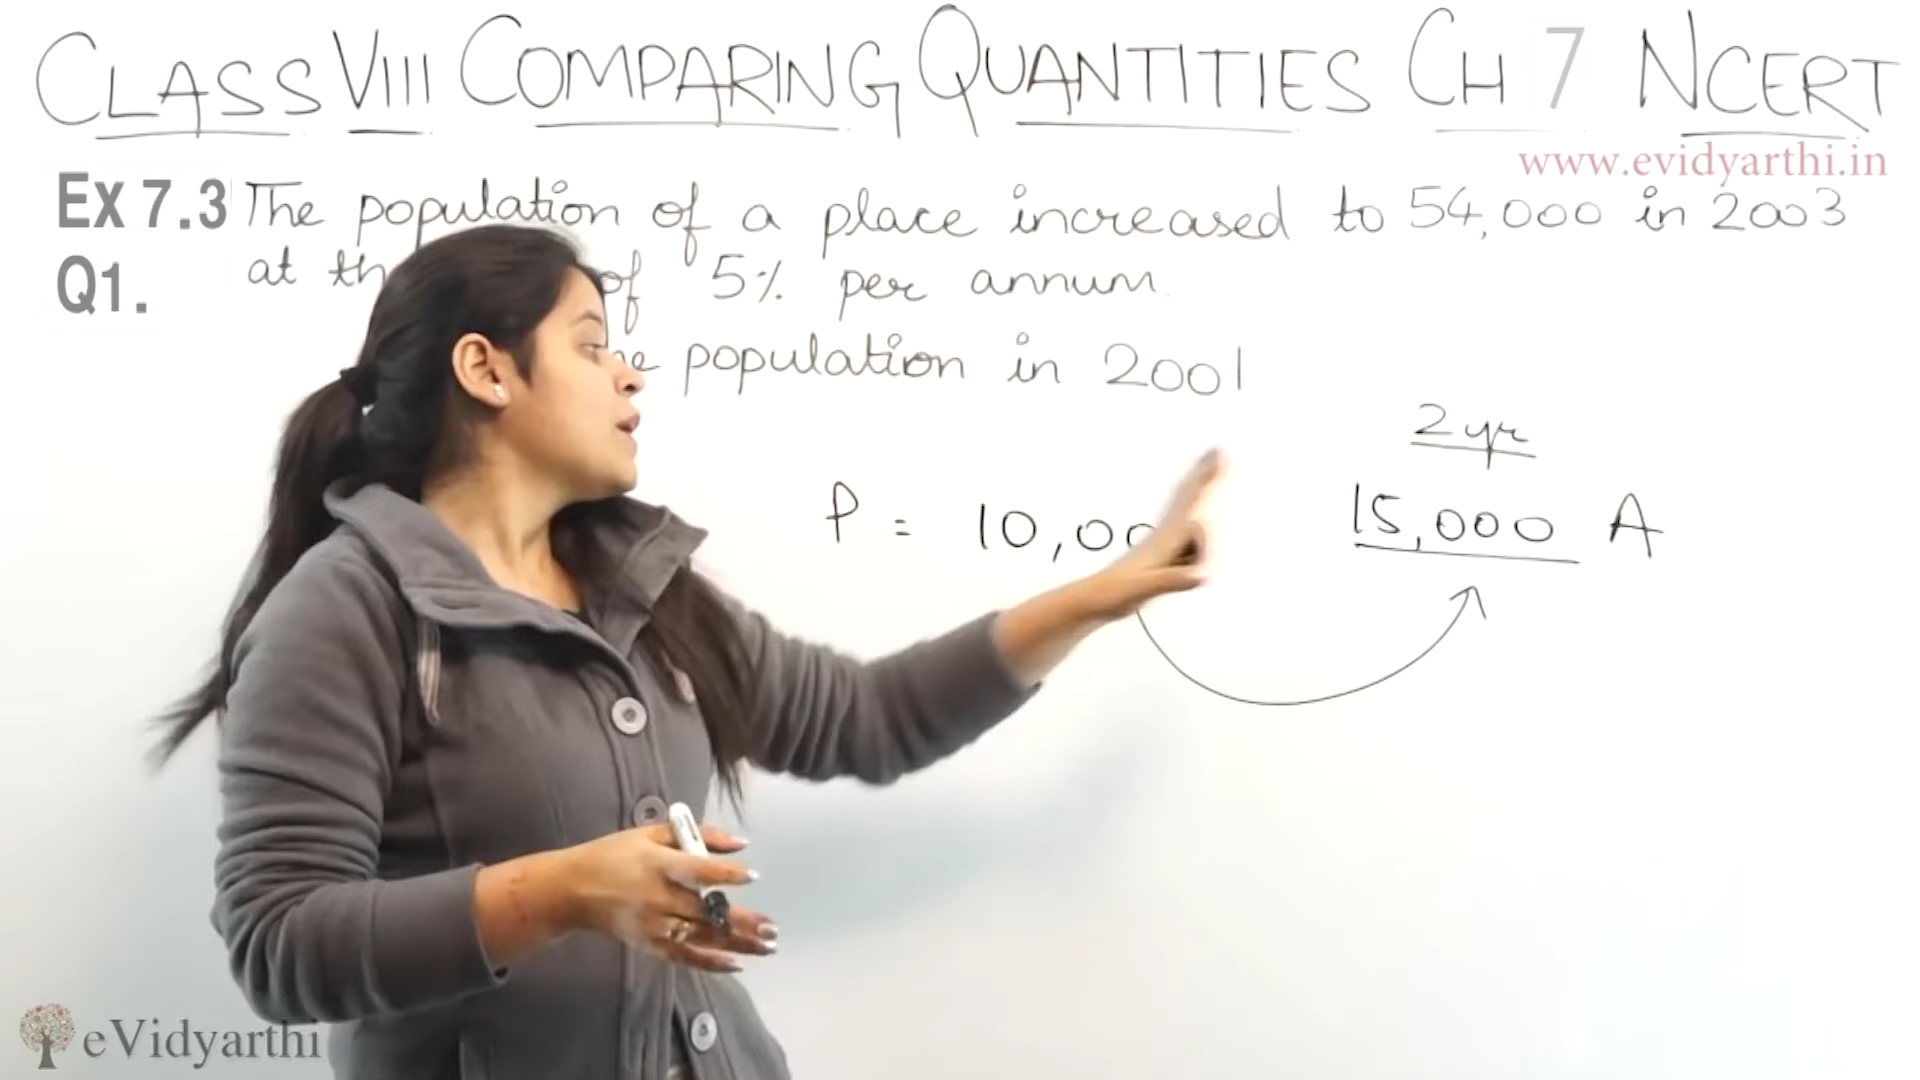 CLASS VIII COMPARING QUANTITIES CH 7 NCERT
www.evidyarthi.in
Ex 7.3 The population of a place increased to 54,000 in 2003
Q1. at of 5% per annum.
population in 2001
2 yr
P = 10,00 15,000 A
eVidyarthi